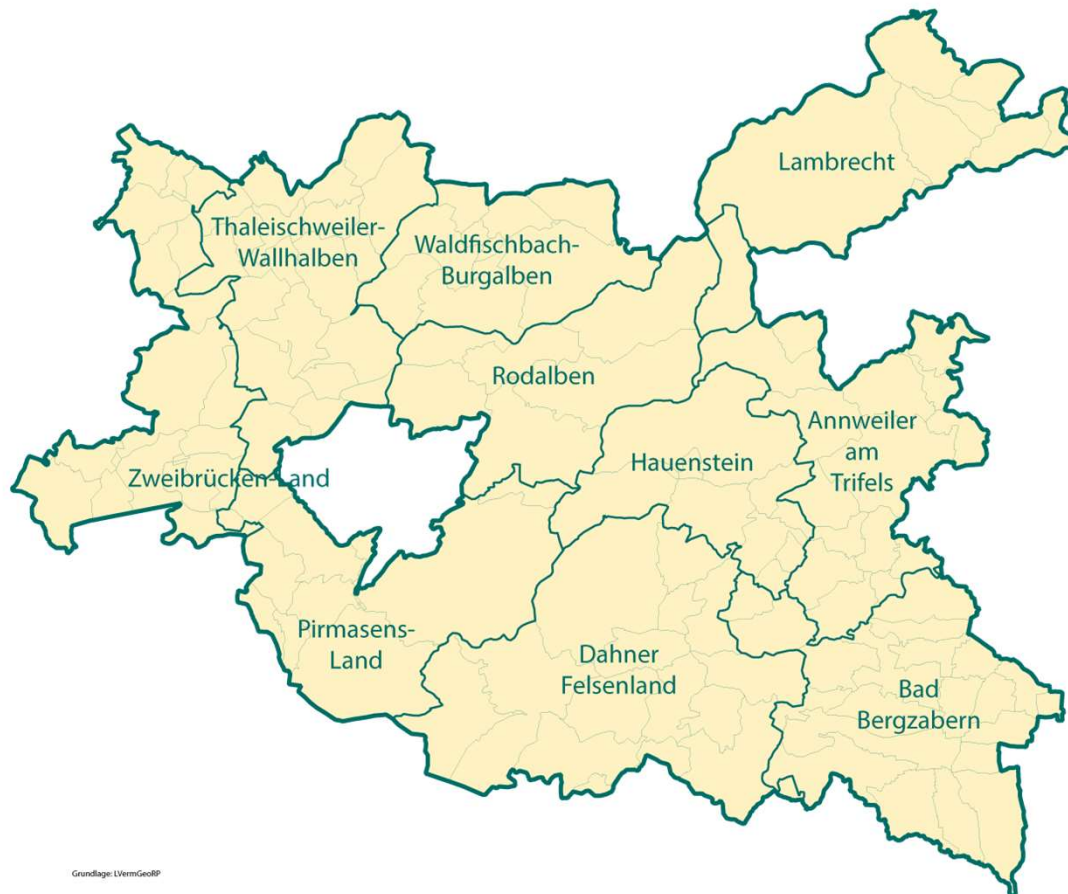 Lambrecht
Thaleischweiler-
Wallhalben
Waldfischbach-
Burgalben
Rodalben
Annweiler
am
Trifels
Hauenstein
Zweibrücken-Land
Pirmasens-
Land
Dahner
Felsenland
Bad
Bergzabern
Grundlage: LVermGeoRP